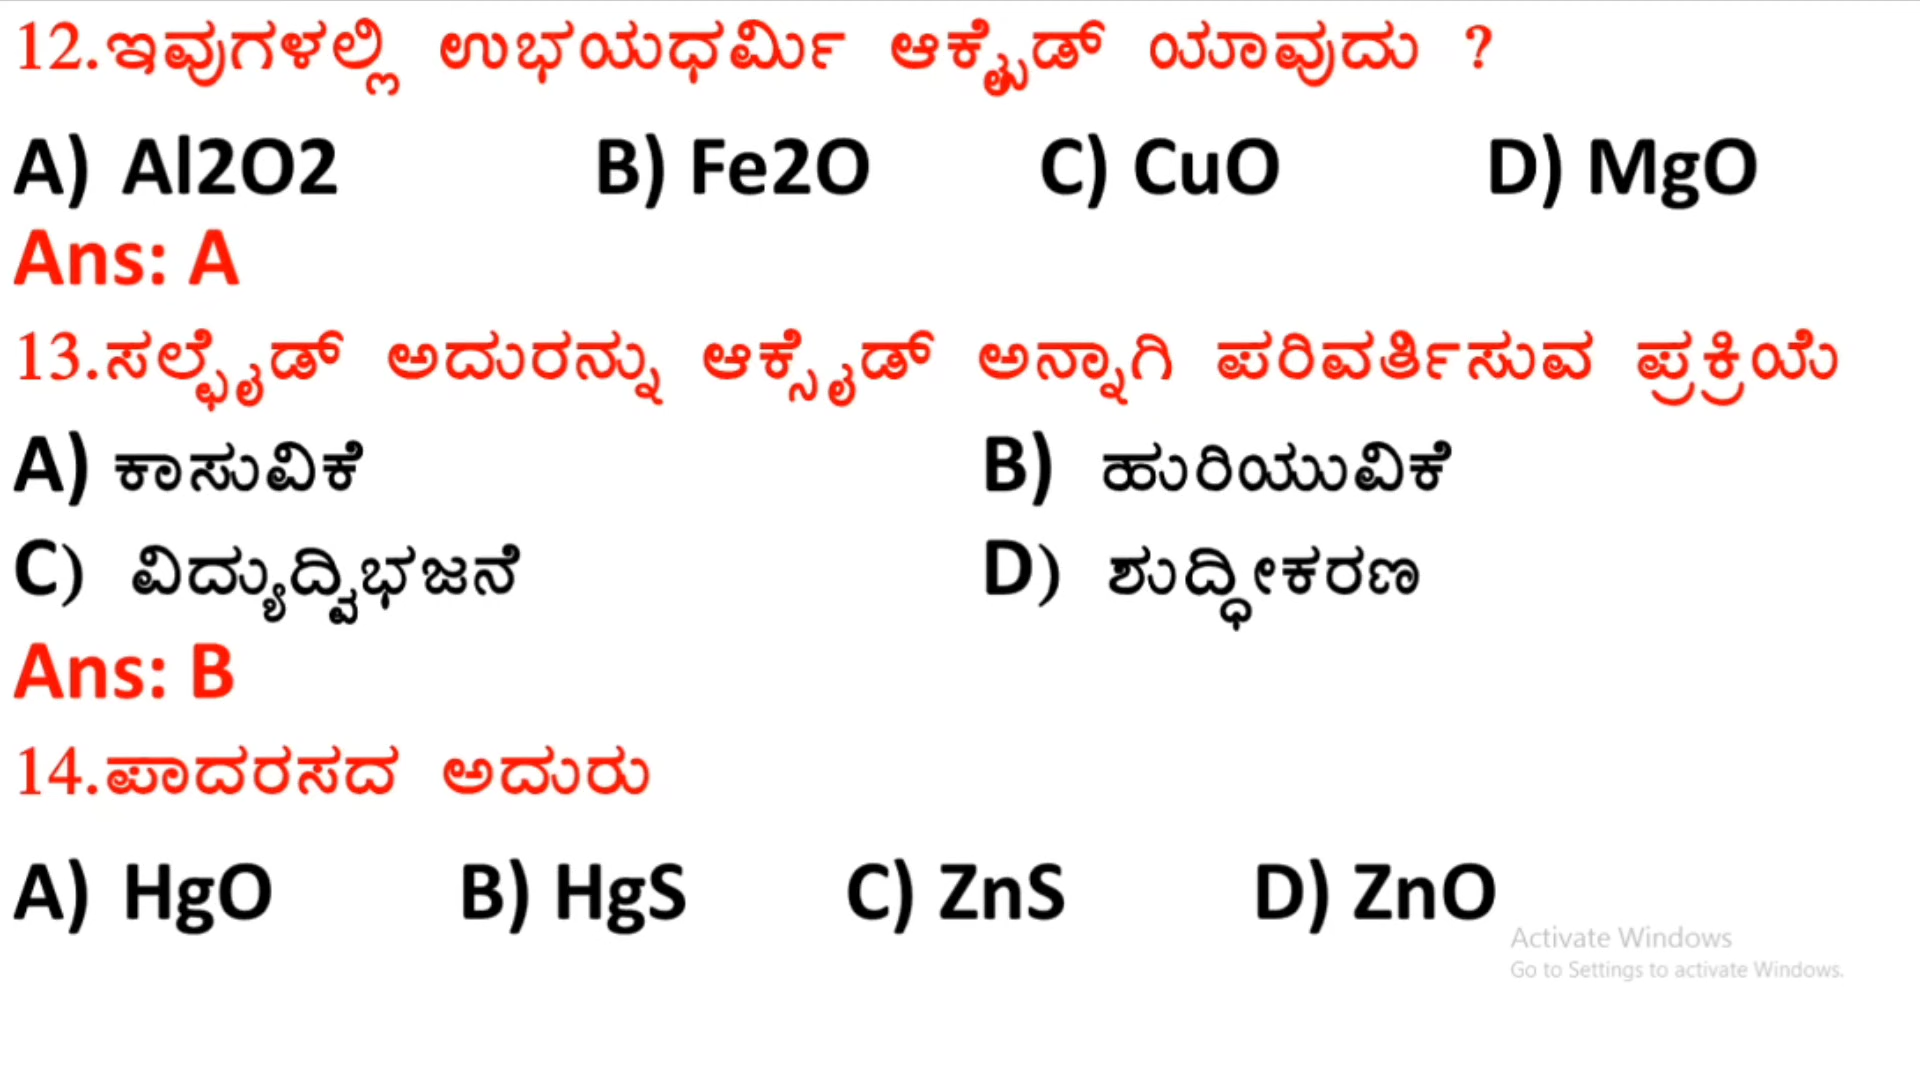 12.ಇವುಗಳಲ್ಲಿ ಉಭಯಧರ್ಮಿ ಆಕ್ಸೈಡ್ ಯಾವುದು ?
A) Al2O2 B) Fe2O C) CuO D) MgO
Ans: A
13.ಸಲ್ಫೈಡ್ ಅದುರನ್ನು ಆಕ್ಸೈಡ್ ಅನ್ನಾಗಿ ಪರಿವರ್ತಿಸುವ ಪ್ರಕ್ರಿಯೆ
A) ಕಾಸುವಿಕೆ B) ಹುರಿಯುವಿಕೆ
C) ವಿದ್ಯುದ್ವಿಭಜನೆ D) ಶುದ್ಧೀಕರಣ
Ans: B
14.ಪಾದರಸದ ಅದುರು
A) HgO B) HgS C) ZnS D) ZnO
Activate Windows
Go to Settings to activate Windows.